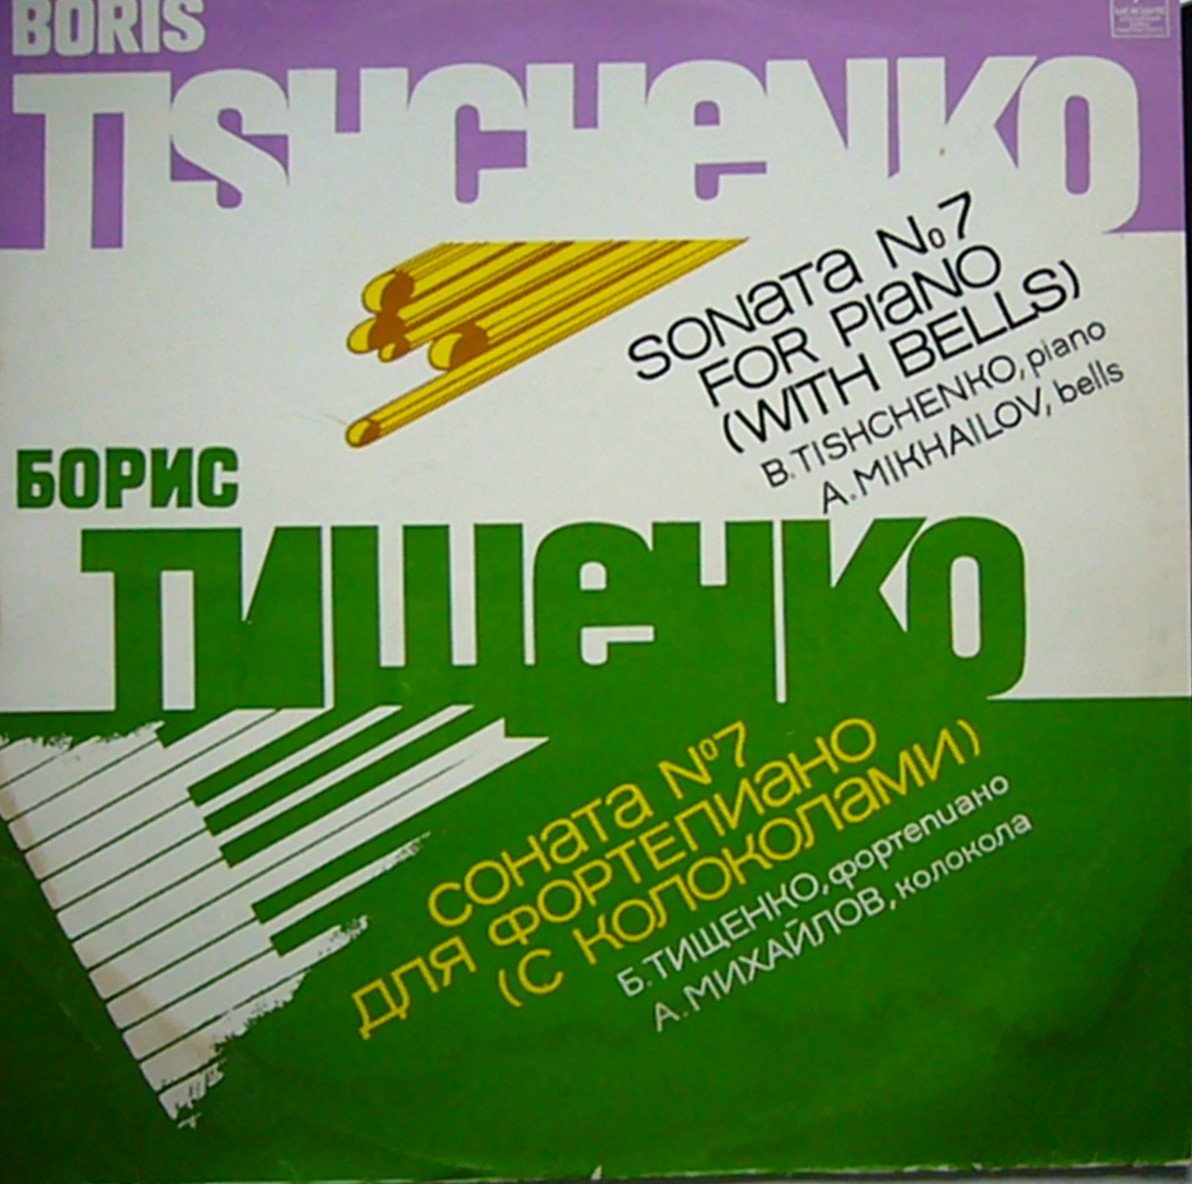 BORIS
TISHCHENKO
SONATA №7
FOR PIANO
(WITH BELLS)
B. TISHCHENKO, piano
A. MIKHAILOV, bells
БОРИС
ТИЩЕНКО
СОНАТА №7
ДЛЯ ФОРТЕПИАНО
(С КОЛОКОЛАМИ)
Б. ТИЩЕНКО, фортепиано
А. МИХАЙЛОВ, колокола